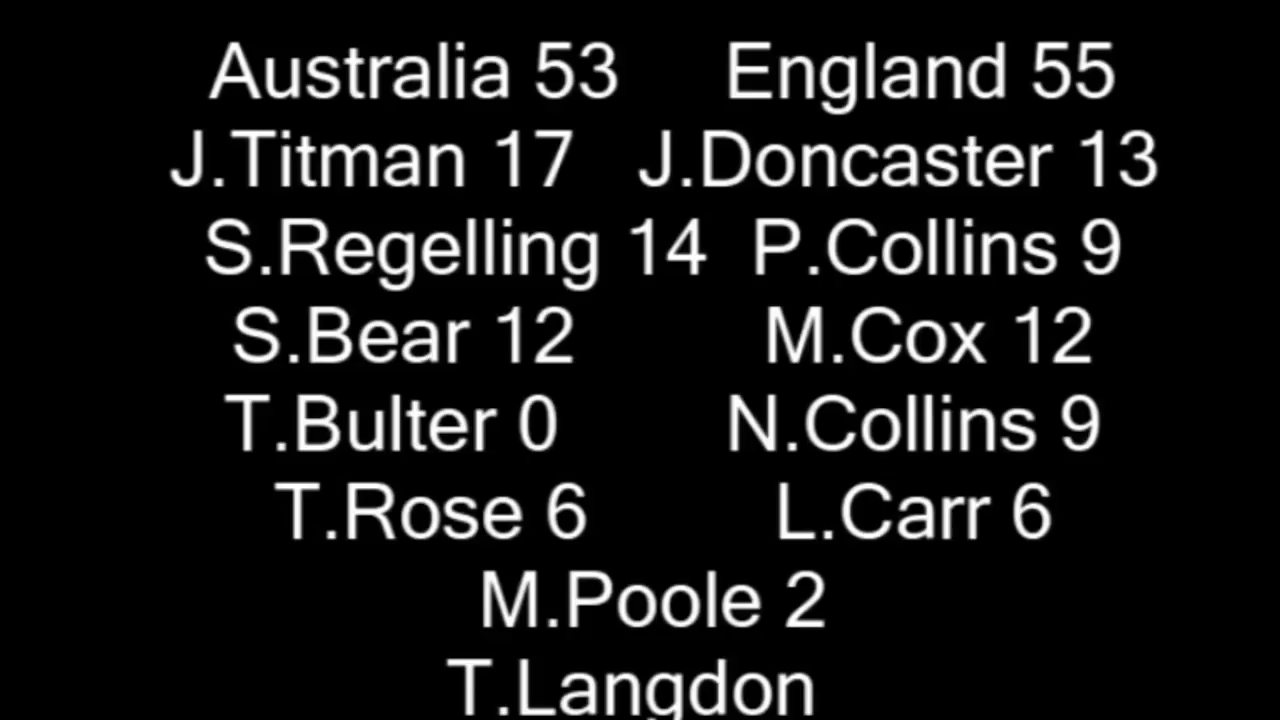 Australia 53 England 55
J.Titman 17 J.Doncaster 13
S.Regelling 14 P.Collins 9
S.Bear 12 M.Cox 12
T.Bulter 0 N.Collins 9
T.Rose 6 L.Carr 6
M.Poole 2
T.Langdon